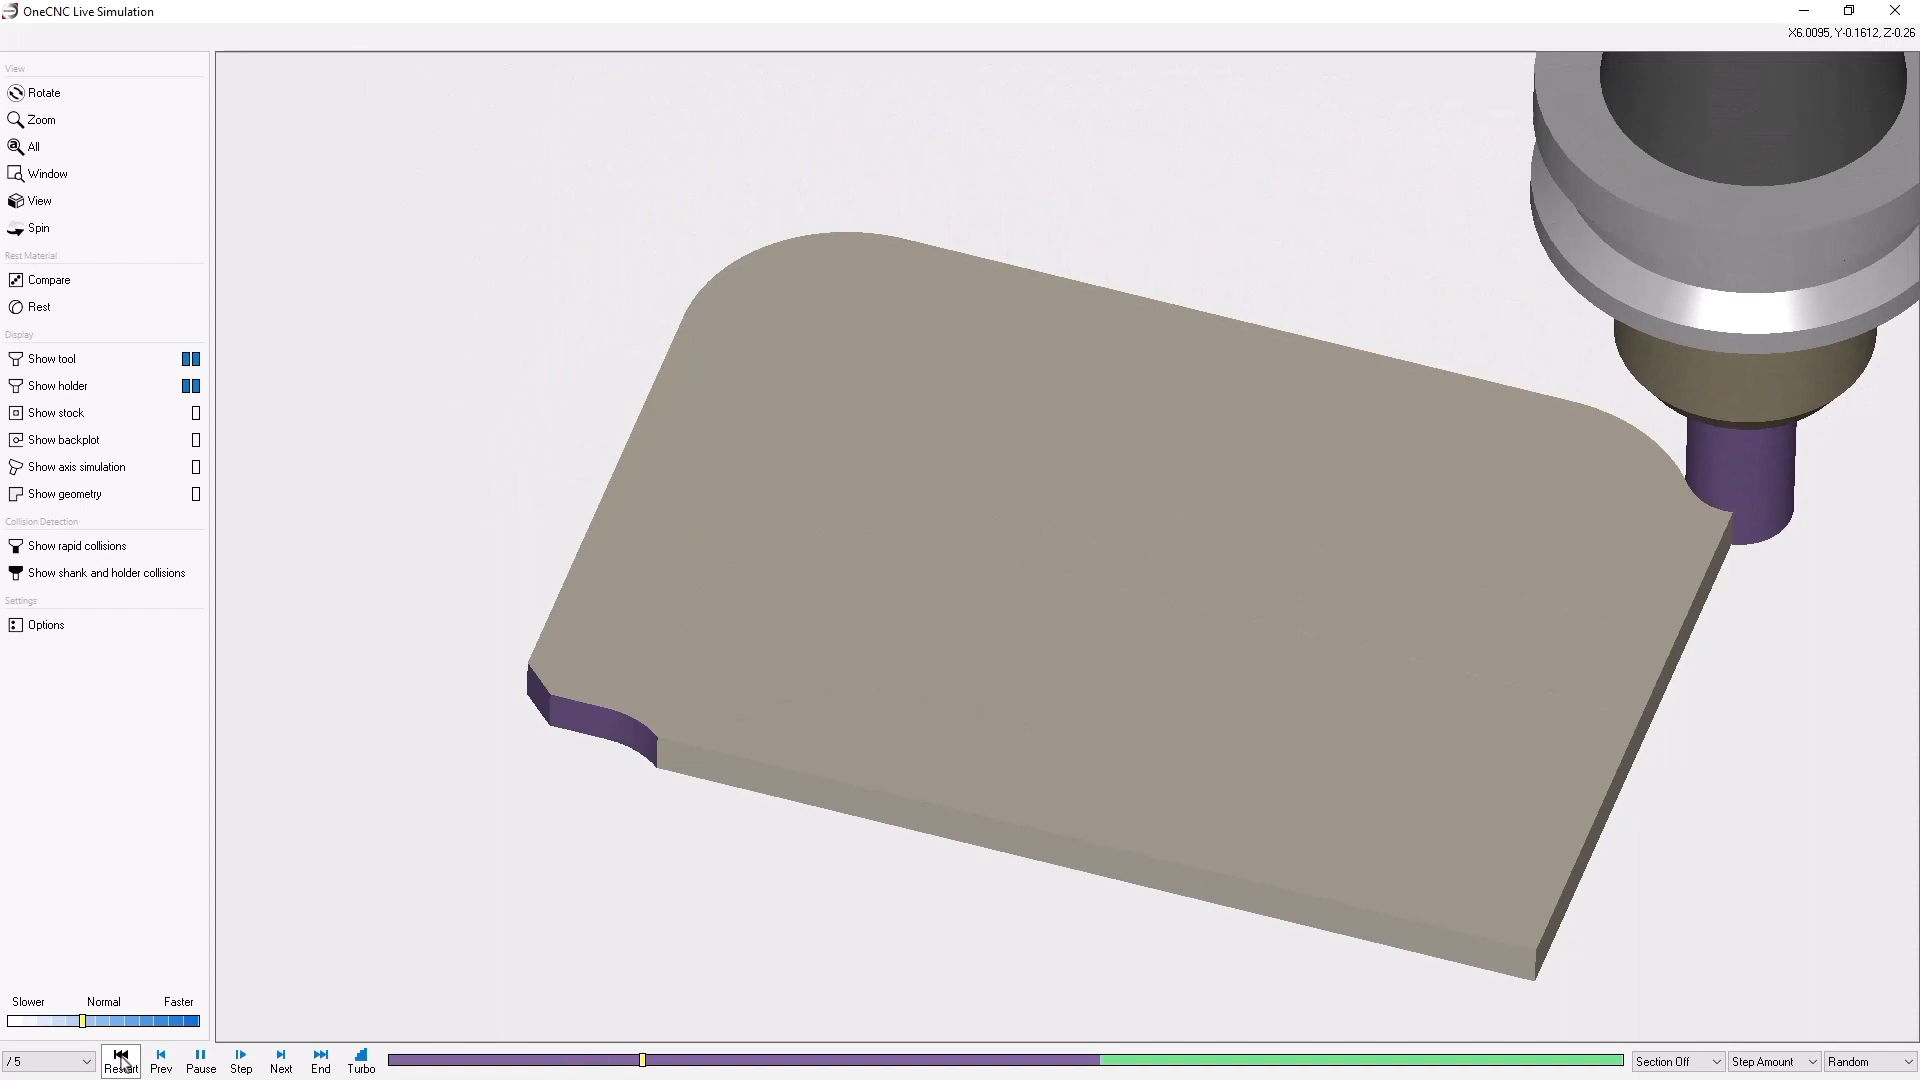 OneCNC Live Simulation
X6.0095, Y-0.1612, Z-0.26
View
Rotate
Zoom
All
Window
View
Spin
Rest Material
Compare
Rest
Display
Show tool
Show holder
Show stock
Show backplot
Show axis simulation
Show geometry
Collision Detection
Show rapid collisions
Show shank and holder collisions
Settings
Options
Slower Normal Faster
/ 5
Restart
Prev
Pause
Step
Next
End
Turbo
Section Off
Step Amount
Random